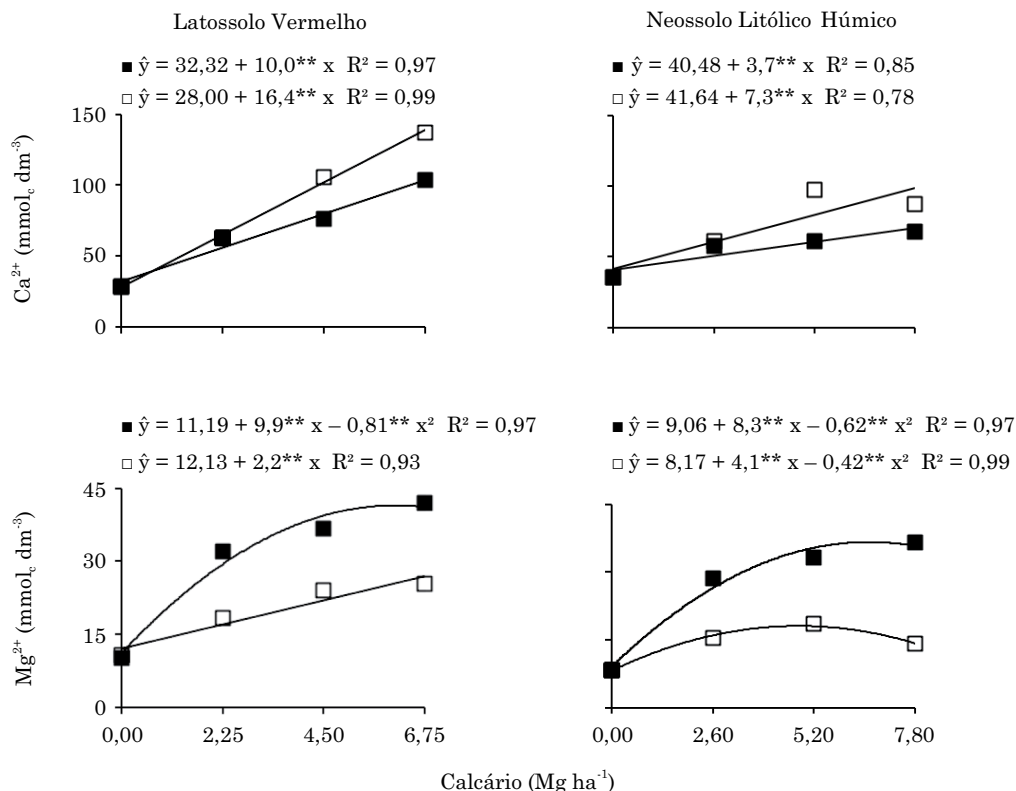 Latossolo Vermelho
Neossolo Litólico Húmico
■ ŷ = 32,32 + 10,0** x R² = 0,97
□ ŷ = 28,00 + 16,4** x R² = 0,99
■ ŷ = 40,48 + 3,7** x R² = 0,85
□ ŷ = 41,64 + 7,3** x R² = 0,78
Ca²⁺ (mmol꜀ dm⁻³)
150
100
50
0
■ ŷ = 11,19 + 9,9** x – 0,81** x² R² = 0,97
□ ŷ = 12,13 + 2,2** x R² = 0,93
■ ŷ = 9,06 + 8,3** x – 0,62** x² R² = 0,97
□ ŷ = 8,17 + 4,1** x – 0,42** x² R² = 0,99
Mg²⁺ (mmol꜀ dm⁻³)
45
30
15
0
0,00 2,25 4,50 6,75
0,00 2,60 5,20 7,80
Calcário (Mg ha⁻¹)